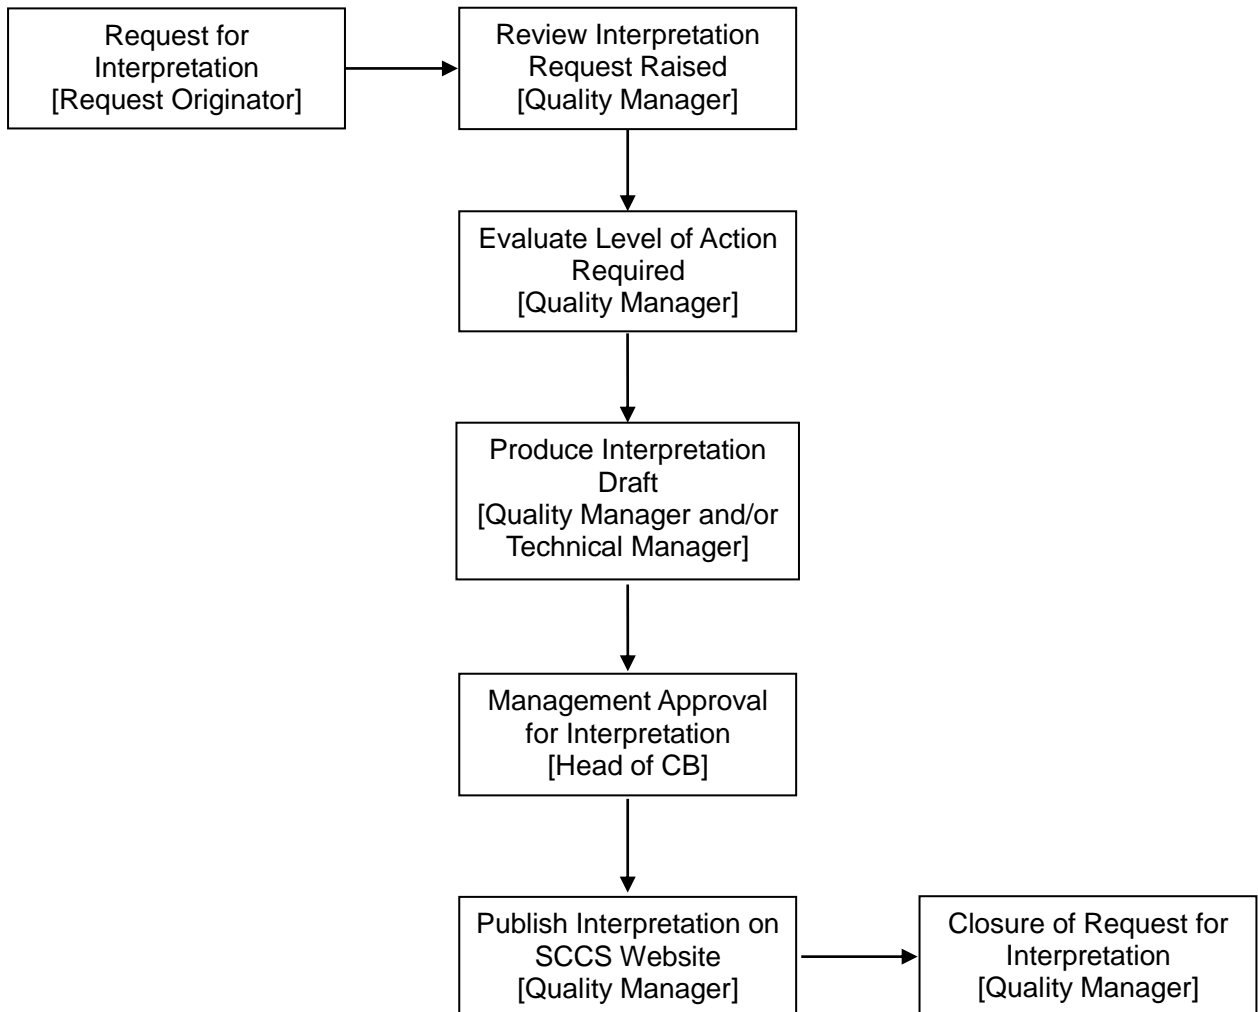 Request for
Interpretation
[Request Originator]
Review Interpretation
Request Raised
[Quality Manager]
Evaluate Level of Action
Required
[Quality Manager]
Produce Interpretation
Draft
[Quality Manager and/or
Technical Manager]
Management Approval
for Interpretation
[Head of CB]
Publish Interpretation on
SCCS Website
[Quality Manager]
Closure of Request for
Interpretation
[Quality Manager]